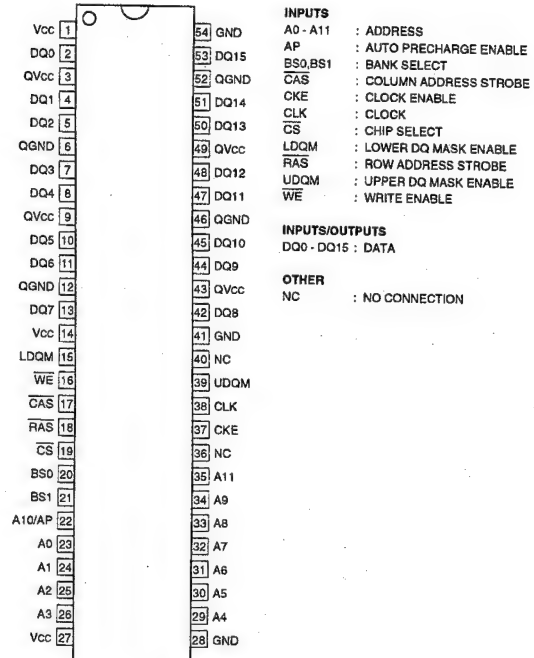 Vcc 1
DQ0 2
QVcc 3
DQ1 4
DQ2 5
QGND 6
DQ3 7
DQ4 8
QVcc 9
DQ5 10
DQ6 11
QGND 12
DQ7 13
Vcc 14
LDQM 15
WE 16
CAS 17
RAS 18
CS 19
BS0 20
BS1 21
A10/AP 22
A0 23
A1 24
A2 25
A3 26
Vcc 27
54 GND
53 DQ15
52 QGND
51 DQ14
50 DQ13
49 QVcc
48 DQ12
47 DQ11
46 QGND
45 DQ10
44 DQ9
43 QVcc
42 DQ8
41 GND
40 NC
39 UDQM
38 CLK
37 CKE
36 NC
35 A11
34 A9
33 A8
32 A7
31 A6
30 A5
29 A4
28 GND
INPUTS
A0 - A11 : ADDRESS
AP : AUTO PRECHARGE ENABLE
BS0,BS1 : BANK SELECT
CAS : COLUMN ADDRESS STROBE
CKE : CLOCK ENABLE
CLK : CLOCK
CS : CHIP SELECT
LDQM : LOWER DQ MASK ENABLE
RAS : ROW ADDRESS STROBE
UDQM : UPPER DQ MASK ENABLE
WE : WRITE ENABLE
INPUTS/OUTPUTS
DQ0 - DQ15 : DATA
OTHER
NC : NO CONNECTION